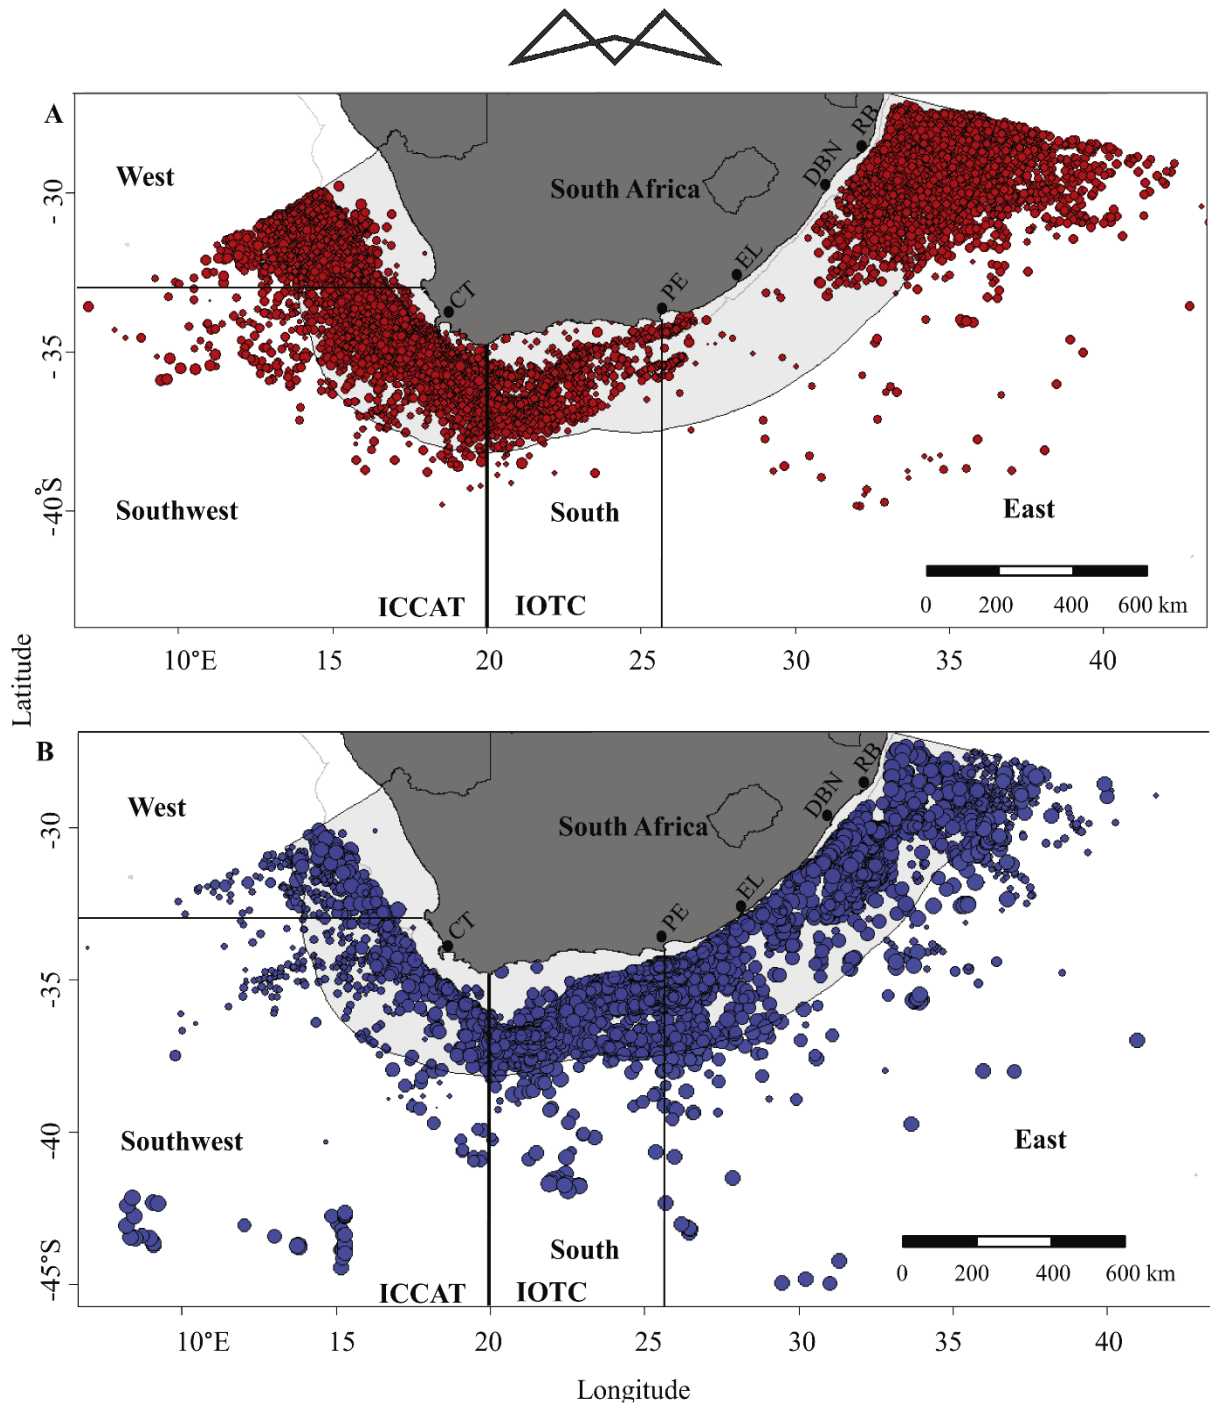 A
West
-30
South Africa
RB
DBN
EL
PE
CT
-35
-40°S
Southwest
South
East
ICCAT
IOTC
0 200 400 600 km
10°E 15 20 25 30 35 40
Latitude
B
West
-30
South Africa
RB
DBN
EL
PE
CT
-35
-40
Southwest
East
South
-45°S
ICCAT
IOTC
0 200 400 600 km
10°E 15 20 25 30 35 40
Longitude